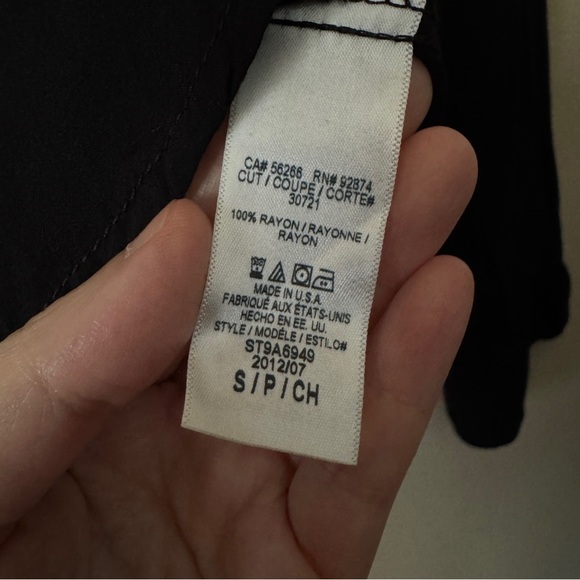 CA# 56266 RN# 92874
CUT / COUPE / CORTE#
30721
100% RAYON / RAYONNE /
RAYON
MADE IN U.S.A.
FABRIQUÉ AUX ÉTATS-UNIS
HECHO EN EE. UU.
STYLE / MODÈLE / ESTILO#
ST9A6949
2012/07
S / P / CH